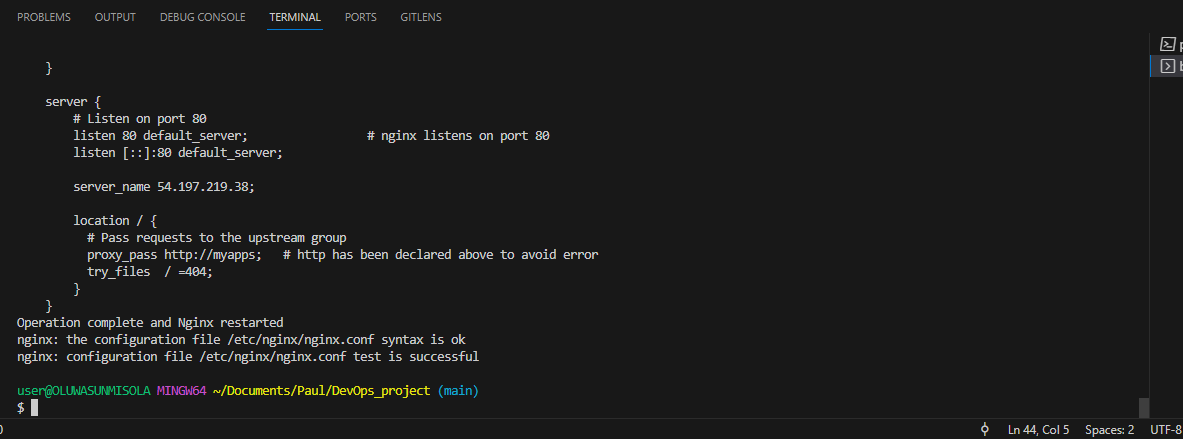 PROBLEMS OUTPUT DEBUG CONSOLE TERMINAL PORTS GITLENS
}
server {
# Listen on port 80
listen 80 default_server; # nginx listens on port 80
listen [::]:80 default_server;
server_name 54.197.219.38;
location / {
# Pass requests to the upstream group
proxy_pass http://myapps; # http has been declared above to avoid error
try_files / =404;
}
}
Operation complete and Nginx restarted
nginx: the configuration file /etc/nginx/nginx.conf syntax is ok
nginx: configuration file /etc/nginx/nginx.conf test is successful
user@OLUWASUNMISOLA MINGW64 ~/Documents/Paul/DevOps_project (main)
$
Ln 44, Col 5 Spaces: 2 UTF-8